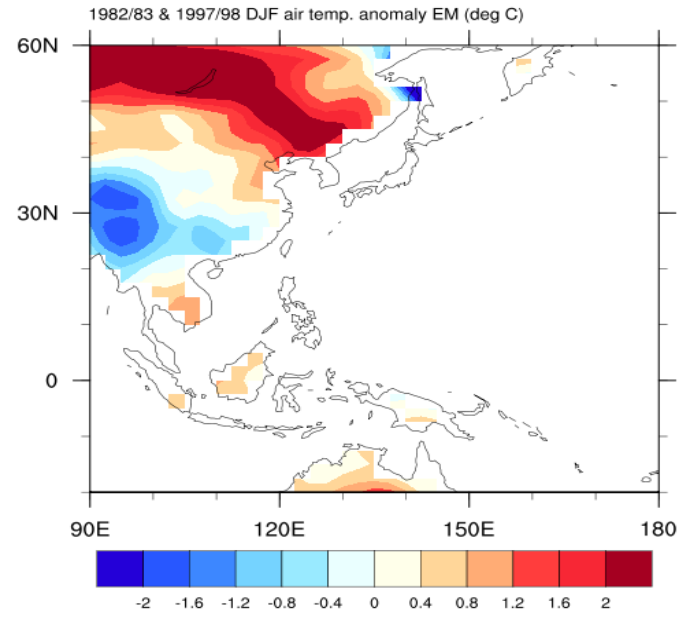 1982/83 & 1997/98 DJF air temp. anomaly EM (deg C)
60N
30N
0
90E 120E 150E 180
-2 -1.6 -1.2 -0.8 -0.4 0 0.4 0.8 1.2 1.6 2